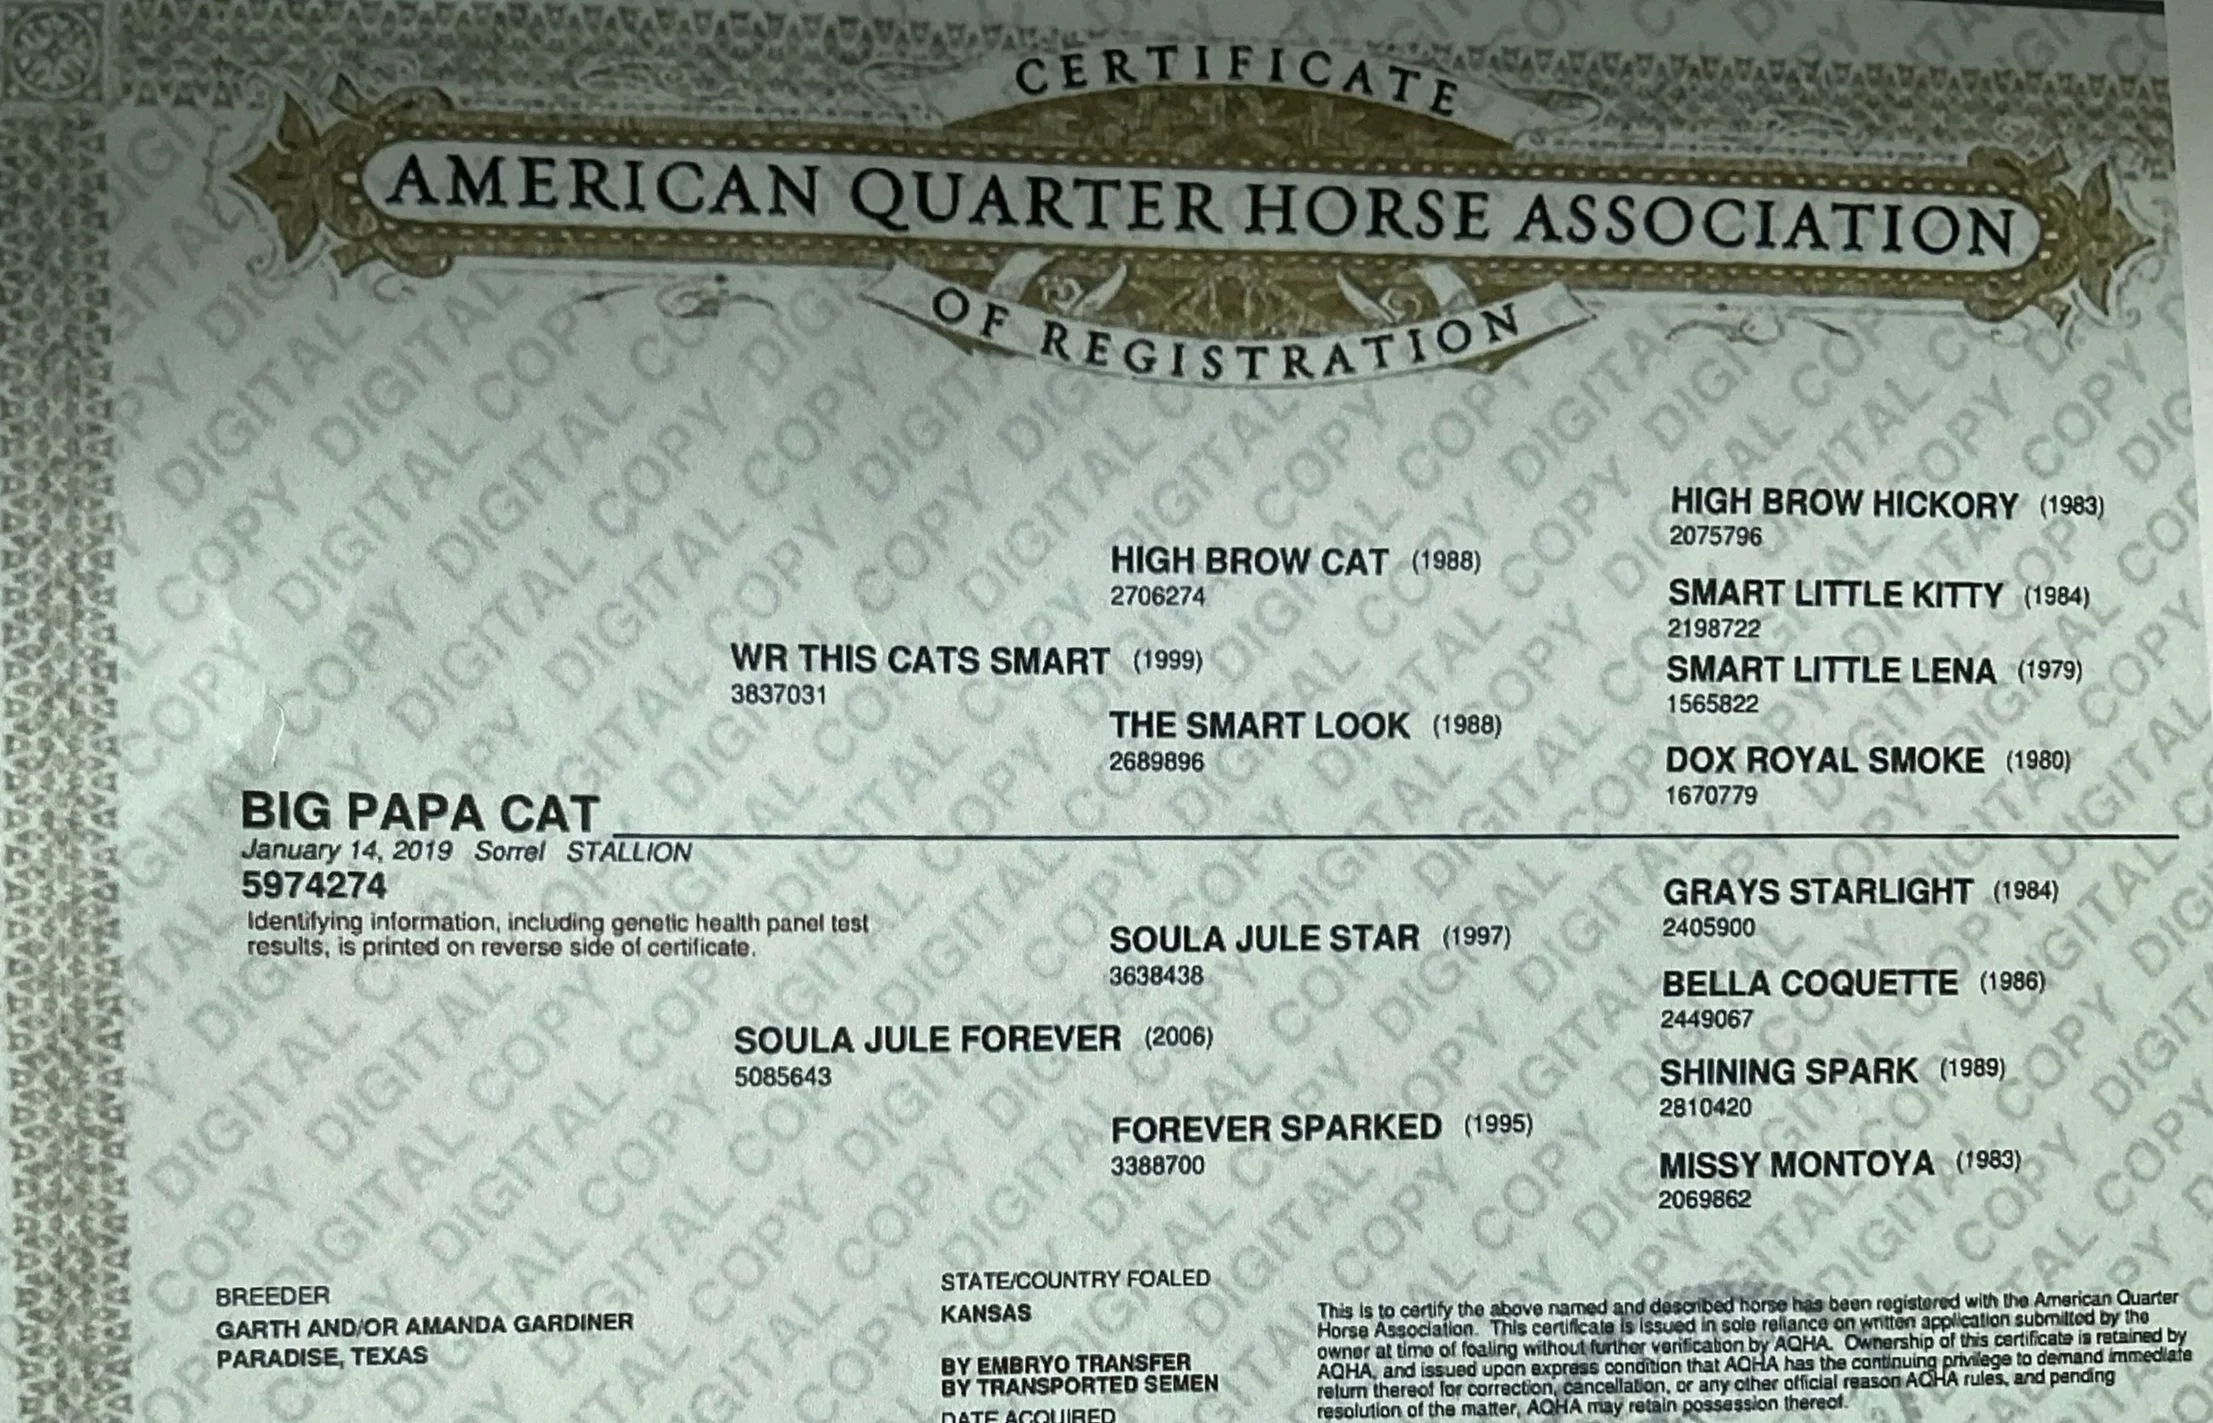 CERTIFICATE
AMERICAN QUARTER HORSE ASSOCIATION
OF REGISTRATION
HIGH BROW HICKORY (1983)
2075796
HIGH BROW CAT (1988)
2706274
SMART LITTLE KITTY (1984)
2198722
WR THIS CATS SMART (1999)
3837031
SMART LITTLE LENA (1979)
1565822
THE SMART LOOK (1988)
2689896
DOX ROYAL SMOKE (1980)
1670779
BIG PAPA CAT
January 14, 2019 Sorrel STALLION
5974274
Identifying information, including genetic health panel test
results, is printed on reverse side of certificate.
GRAYS STARLIGHT (1984)
2405900
SOULA JULE STAR (1997)
3638438
BELLA COQUETTE (1986)
2449067
SOULA JULE FOREVER (2006)
5085643
SHINING SPARK (1989)
2810420
FOREVER SPARKED (1995)
3388700
MISSY MONTOYA (1983)
2069862
BREEDER
GARTH AND/OR AMANDA GARDINER
PARADISE, TEXAS
STATE/COUNTRY FOALED
KANSAS
BY EMBRYO TRANSFER
BY TRANSPORTED SEMEN
DATE ACQUIRED
This is to certify the above named and described horse has been registered with the American Quarter
Horse Association. This certificate is issued in sole reliance on written application submitted by the
owner at time of foaling without further verification by AQHA. Ownership of this certificate is retained by
AQHA, and issued upon express condition that AQHA has the continuing privilege to demand immediate
return thereof for correction, cancellation, or any other official reason AQHA rules, and pending
resolution of the matter, AQHA may retain possession thereof.
DIGITAL COPY